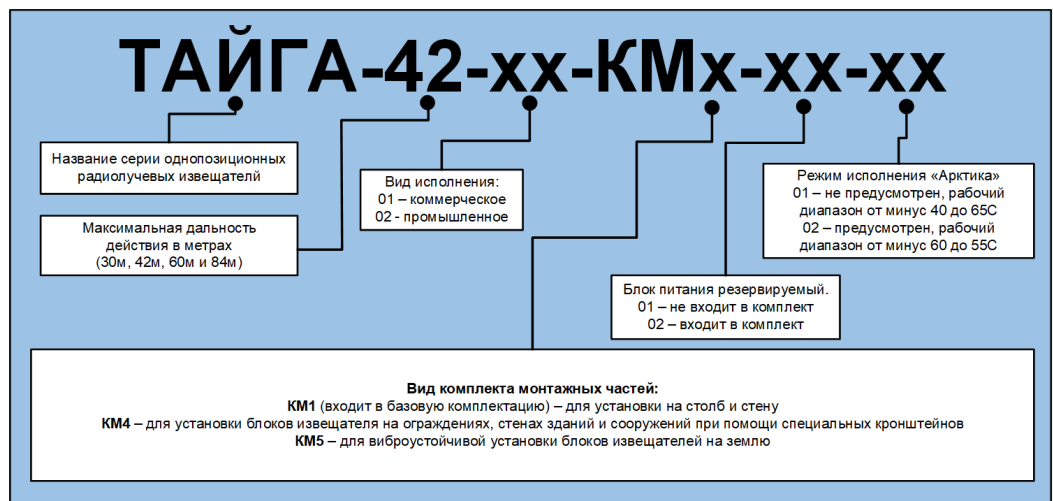 ТАЙГА-42-хх-КМх-хх-хх
Название серии однопозиционных
радиолучевых извещателей
Максимальная дальность
действия в метрах
(30м, 42м, 60м и 84м)
Вид исполнения:
01 – коммерческое
02 - промышленное
Режим исполнения «Арктика»
01 – не предусмотрен, рабочий
диапазон от минус 40 до 65С
02 – предусмотрен, рабочий
диапазон от минус 60 до 55С
Блок питания резервируемый.
01 – не входит в комплект
02 – входит в комплект
Вид комплекта монтажных частей:
КМ1 (входит в базовую комплектацию) – для установки на столб и стену
КМ4 – для установки блоков извещателя на ограждениях, стенах зданий и сооружений при помощи специальных кронштейнов
КМ5 – для виброустойчивой установки блоков извещателей на землю